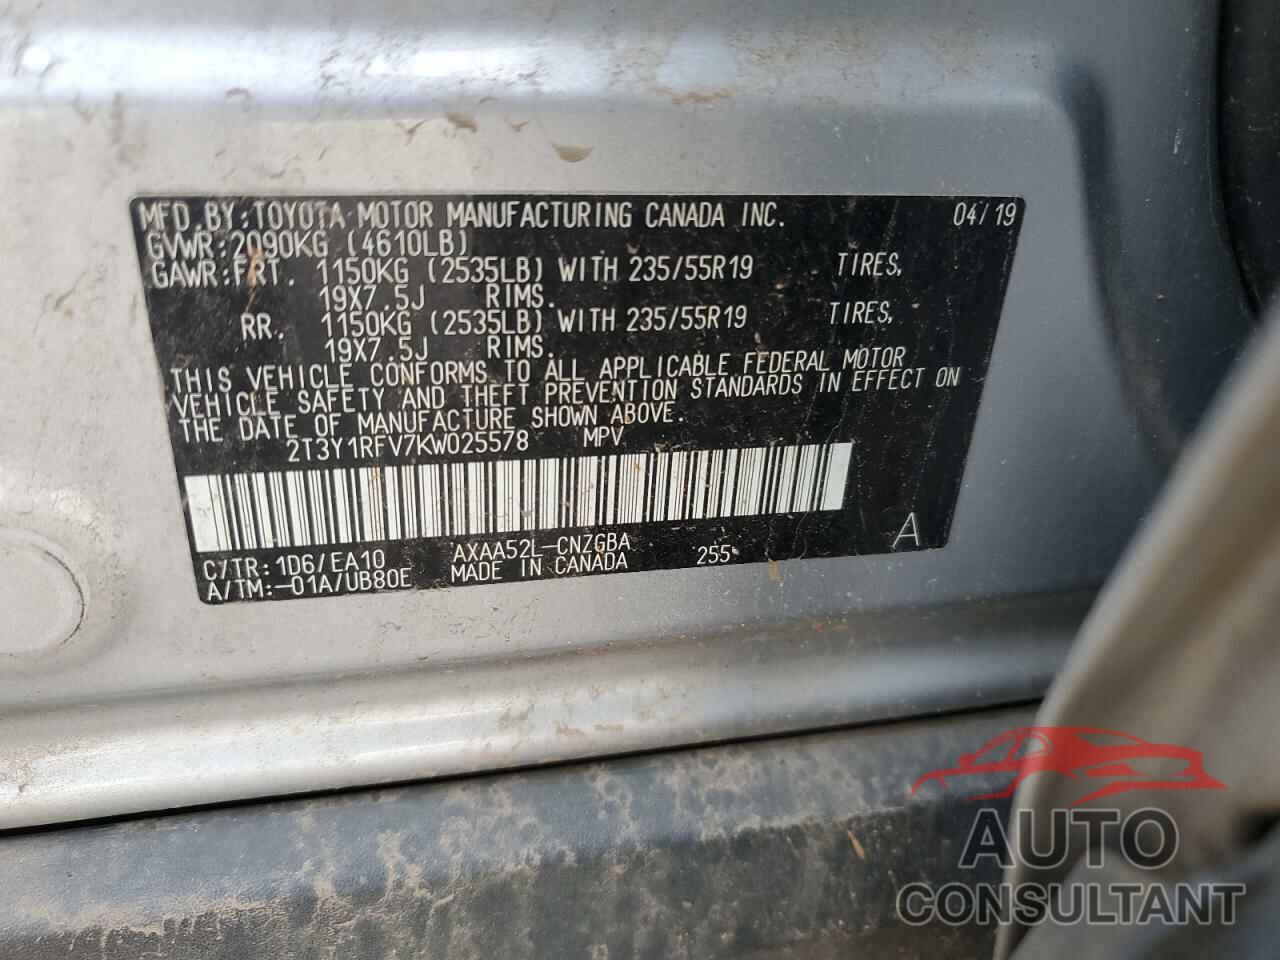 MFD.BY:TOYOTA MOTOR MANUFACTURING CANADA INC. 04/19
GVWR:2090KG (4610LB)
GAWR:FRT. 1150KG (2535LB) WITH 235/55R19 TIRES,
19X7.5J RIMS.
RR. 1150KG (2535LB) WITH 235/55R19 TIRES,
19X7.5J RIMS.
THIS VEHICLE CONFORMS TO ALL APPLICABLE FEDERAL MOTOR
VEHICLE SAFETY AND THEFT PREVENTION STANDARDS IN EFFECT ON
THE DATE OF MANUFACTURE SHOWN ABOVE.
2T3Y1RFV7KW025578 MPV
C/TR: 1D6/EA10 AXAA52L-CNZGBA 255 A
A/TM:-01A/UB80E MADE IN CANADA
AUTO
CONSULTANT